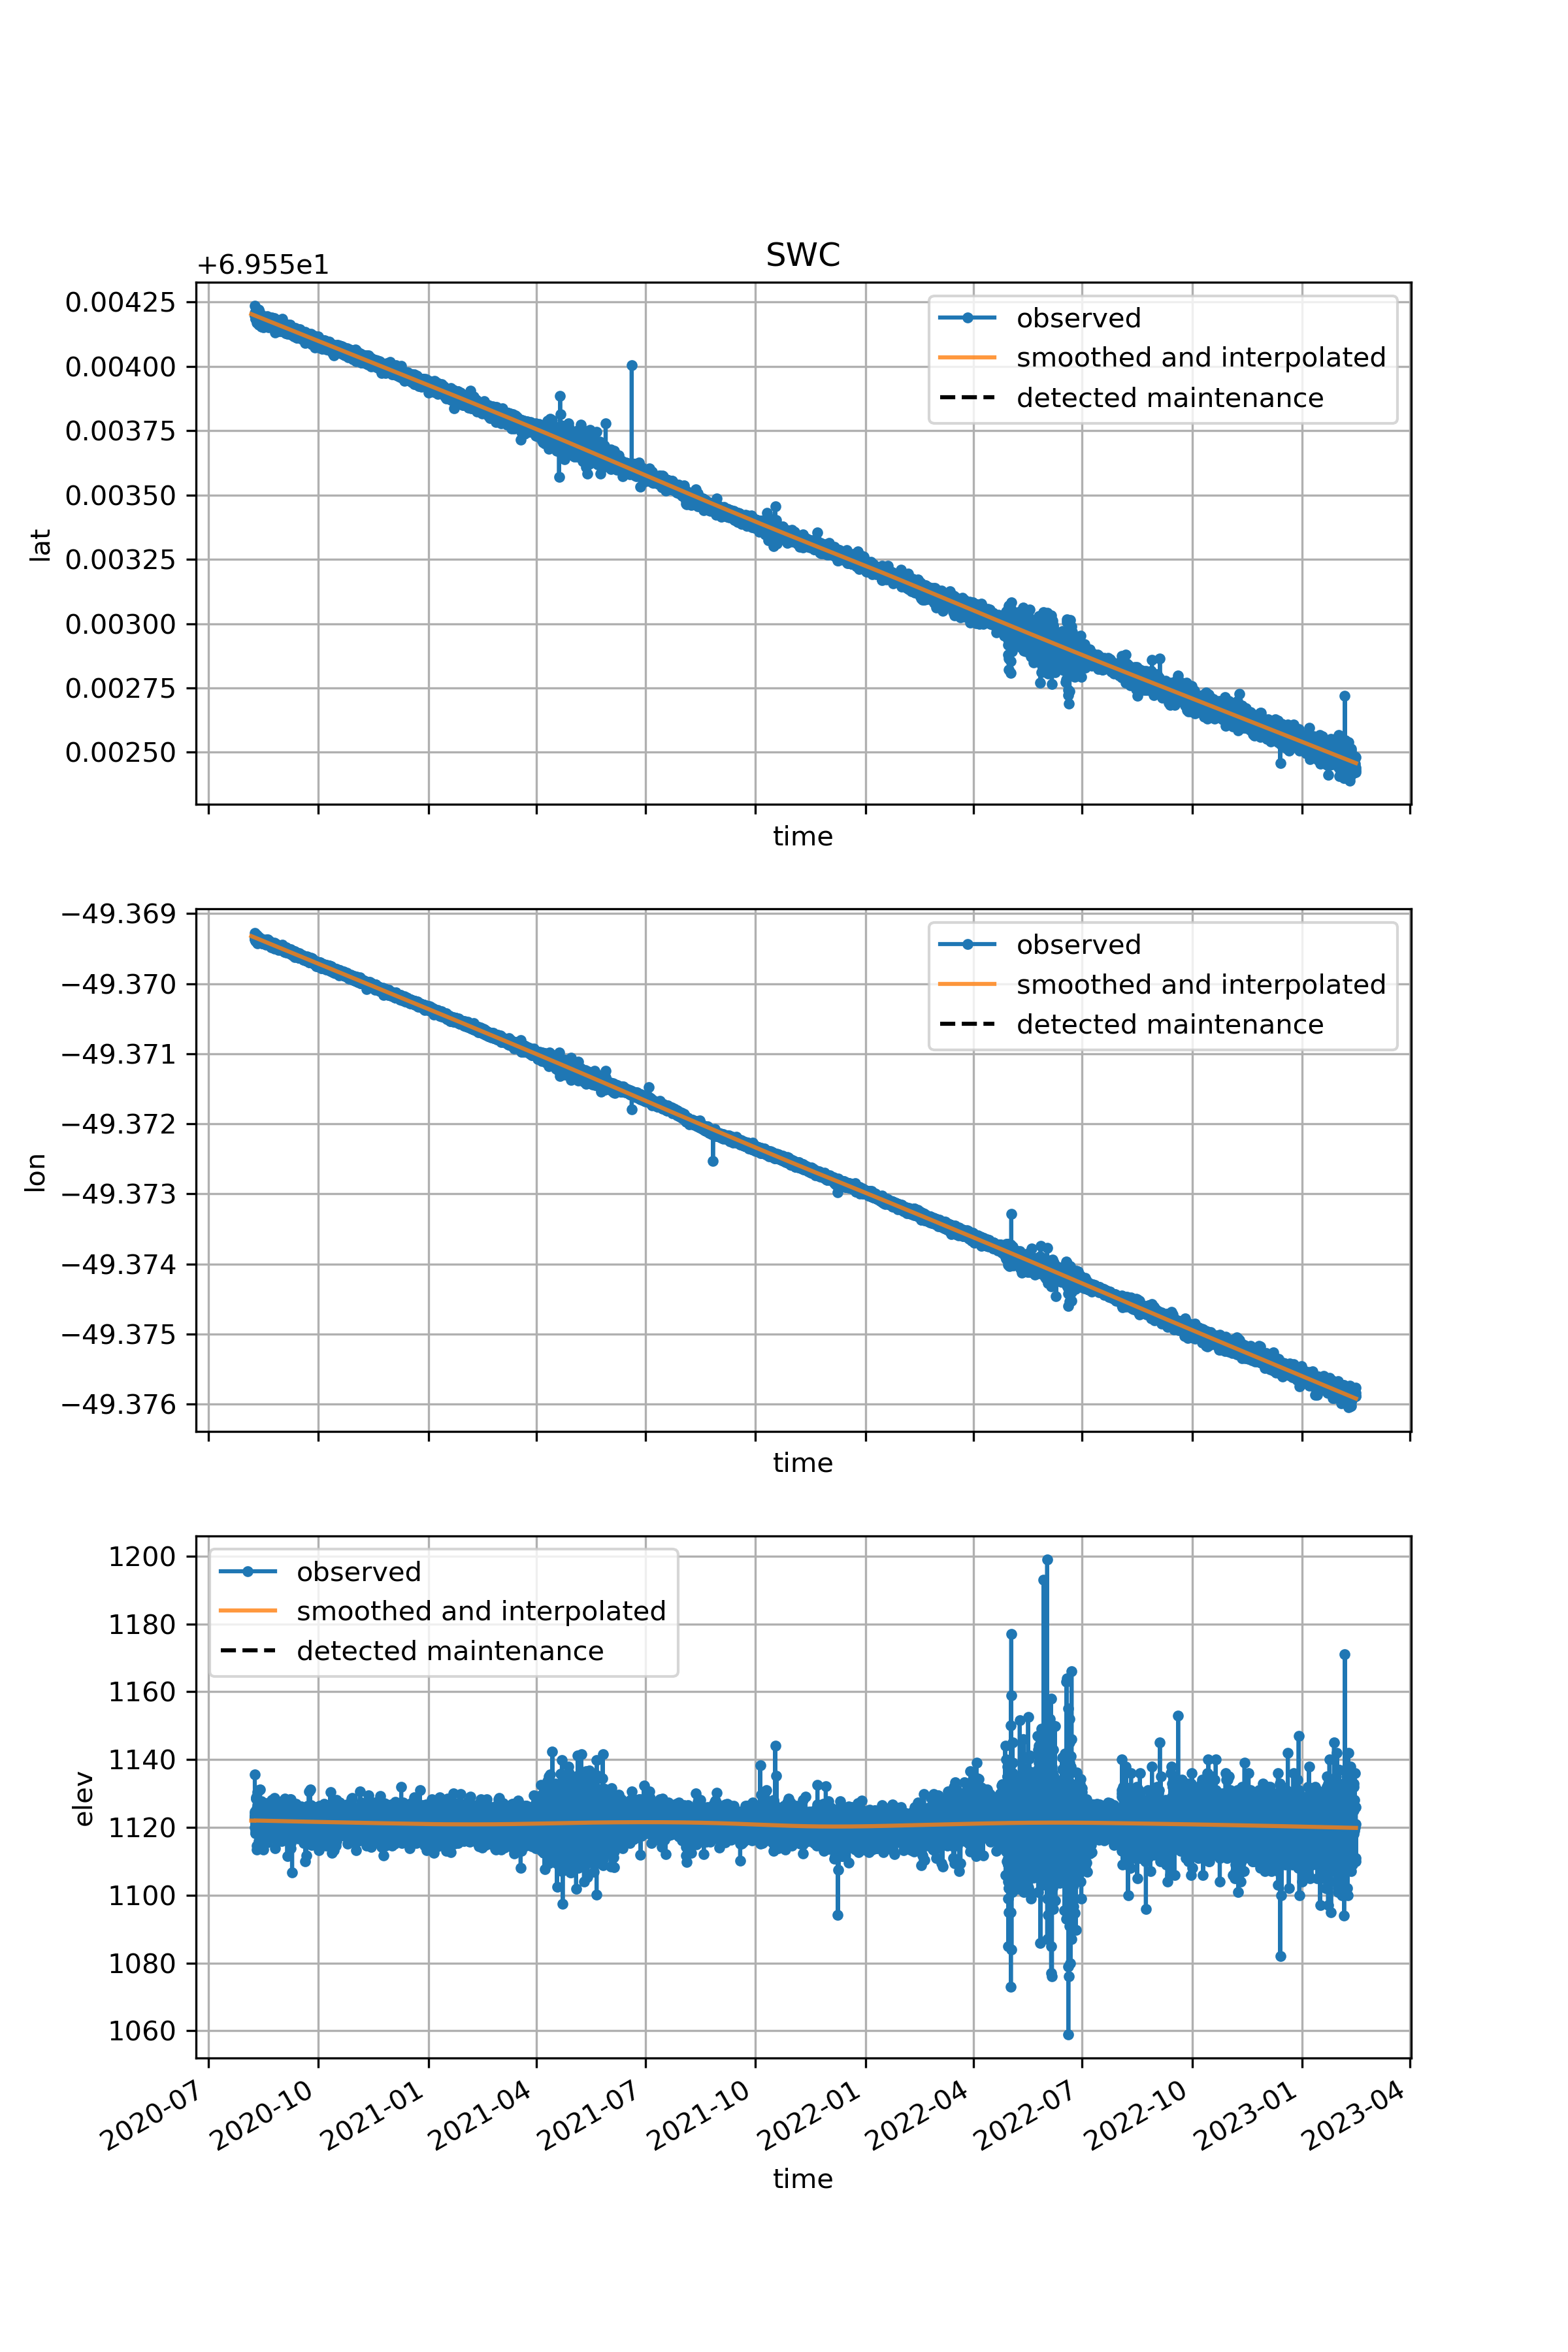 SWC
+6.955e1
0.00425
0.00400
0.00375
0.00350
0.00325
0.00300
0.00275
0.00250
lat
observed
smoothed and interpolated
detected maintenance
time
−49.369
−49.370
−49.371
−49.372
−49.373
−49.374
−49.375
−49.376
lon
observed
smoothed and interpolated
detected maintenance
time
1200
1180
1160
1140
1120
1100
1080
1060
elev
observed
smoothed and interpolated
detected maintenance
2020-07
2020-10
2021-01
2021-04
2021-07
2021-10
2022-01
2022-04
2022-07
2022-10
2023-01
2023-04
time